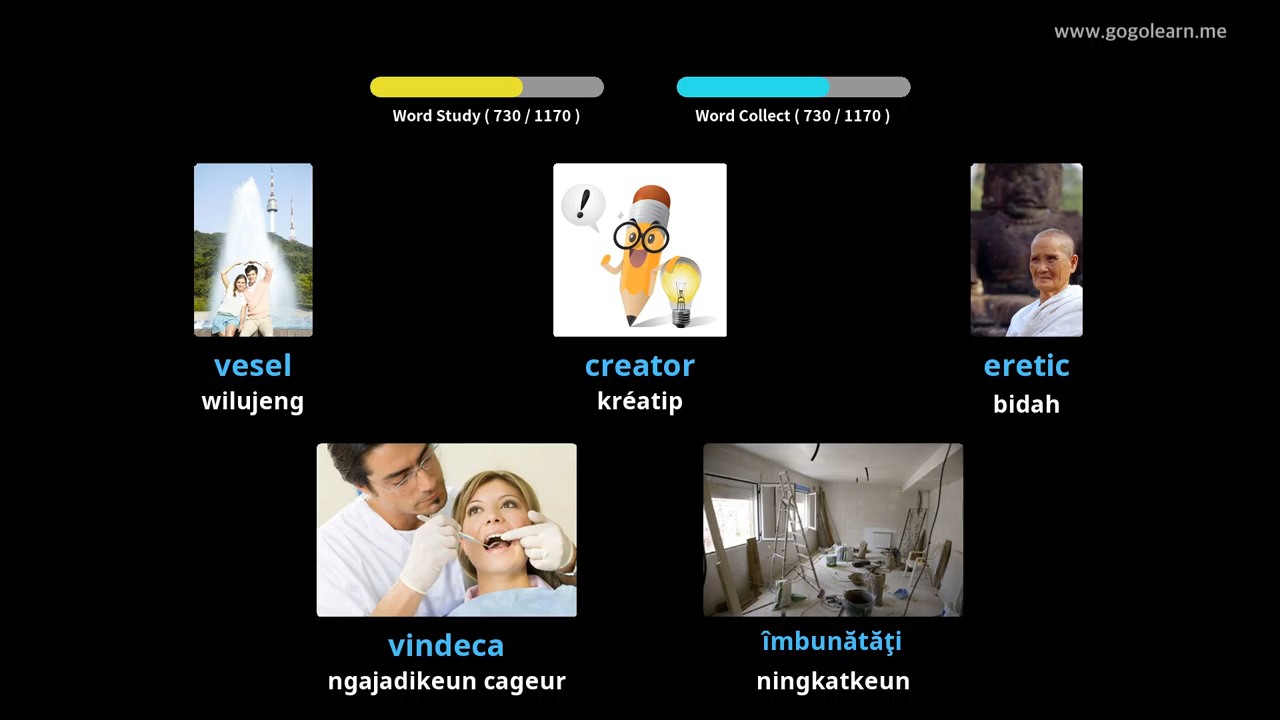 www.gogolearn.me
Word Study ( 730 / 1170 )
Word Collect ( 730 / 1170 )
!
vesel
wilujeng
creator
kréatip
eretic
bidah
vindeca
ngajadikeun cageur
îmbunătăţi
ningkatkeun